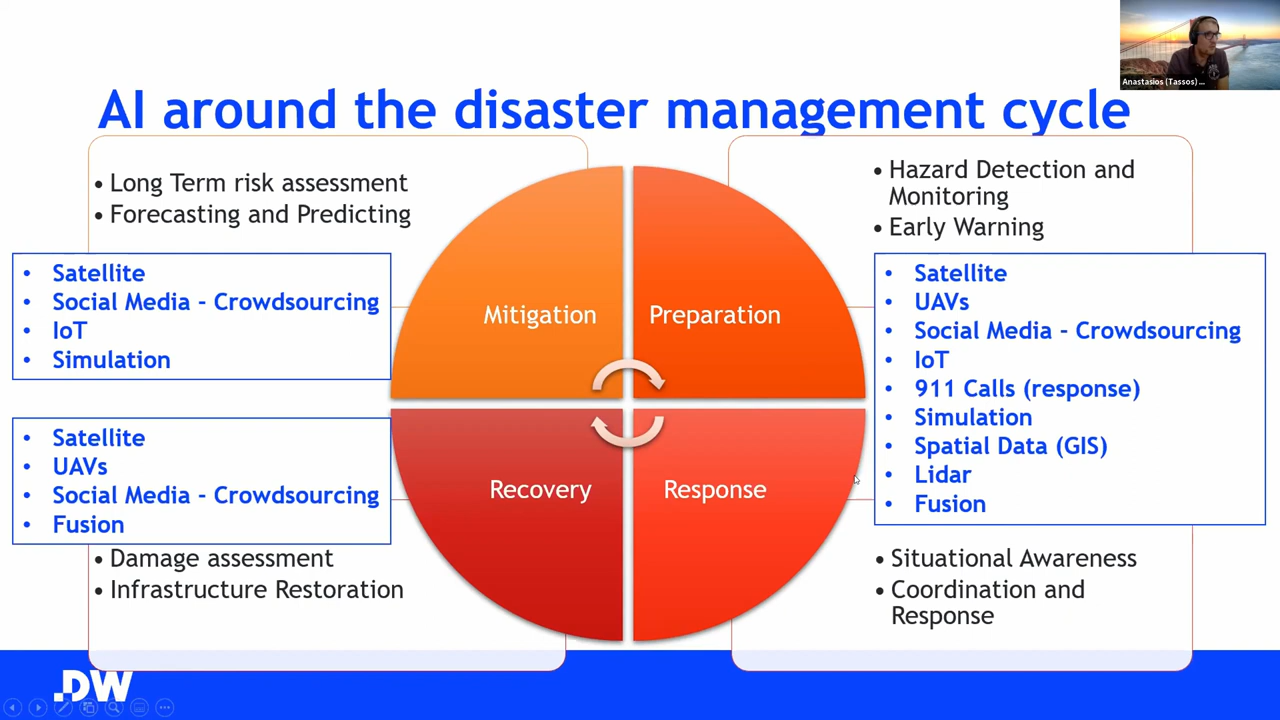 Anastasios (Tassos) ...
AI around the disaster management cycle
• Long Term risk assessment
• Forecasting and Predicting
• Satellite
• Social Media - Crowdsourcing
• IoT
• Simulation
Mitigation
Preparation
• Hazard Detection and
Monitoring
• Early Warning
• Satellite
• UAVs
• Social Media - Crowdsourcing
• IoT
• 911 Calls (response)
• Simulation
• Spatial Data (GIS)
• Lidar
• Fusion
• Satellite
• UAVs
• Social Media - Crowdsourcing
• Fusion
Recovery
Response
• Damage assessment
• Infrastructure Restoration
• Situational Awareness
• Coordination and
Response
.DW